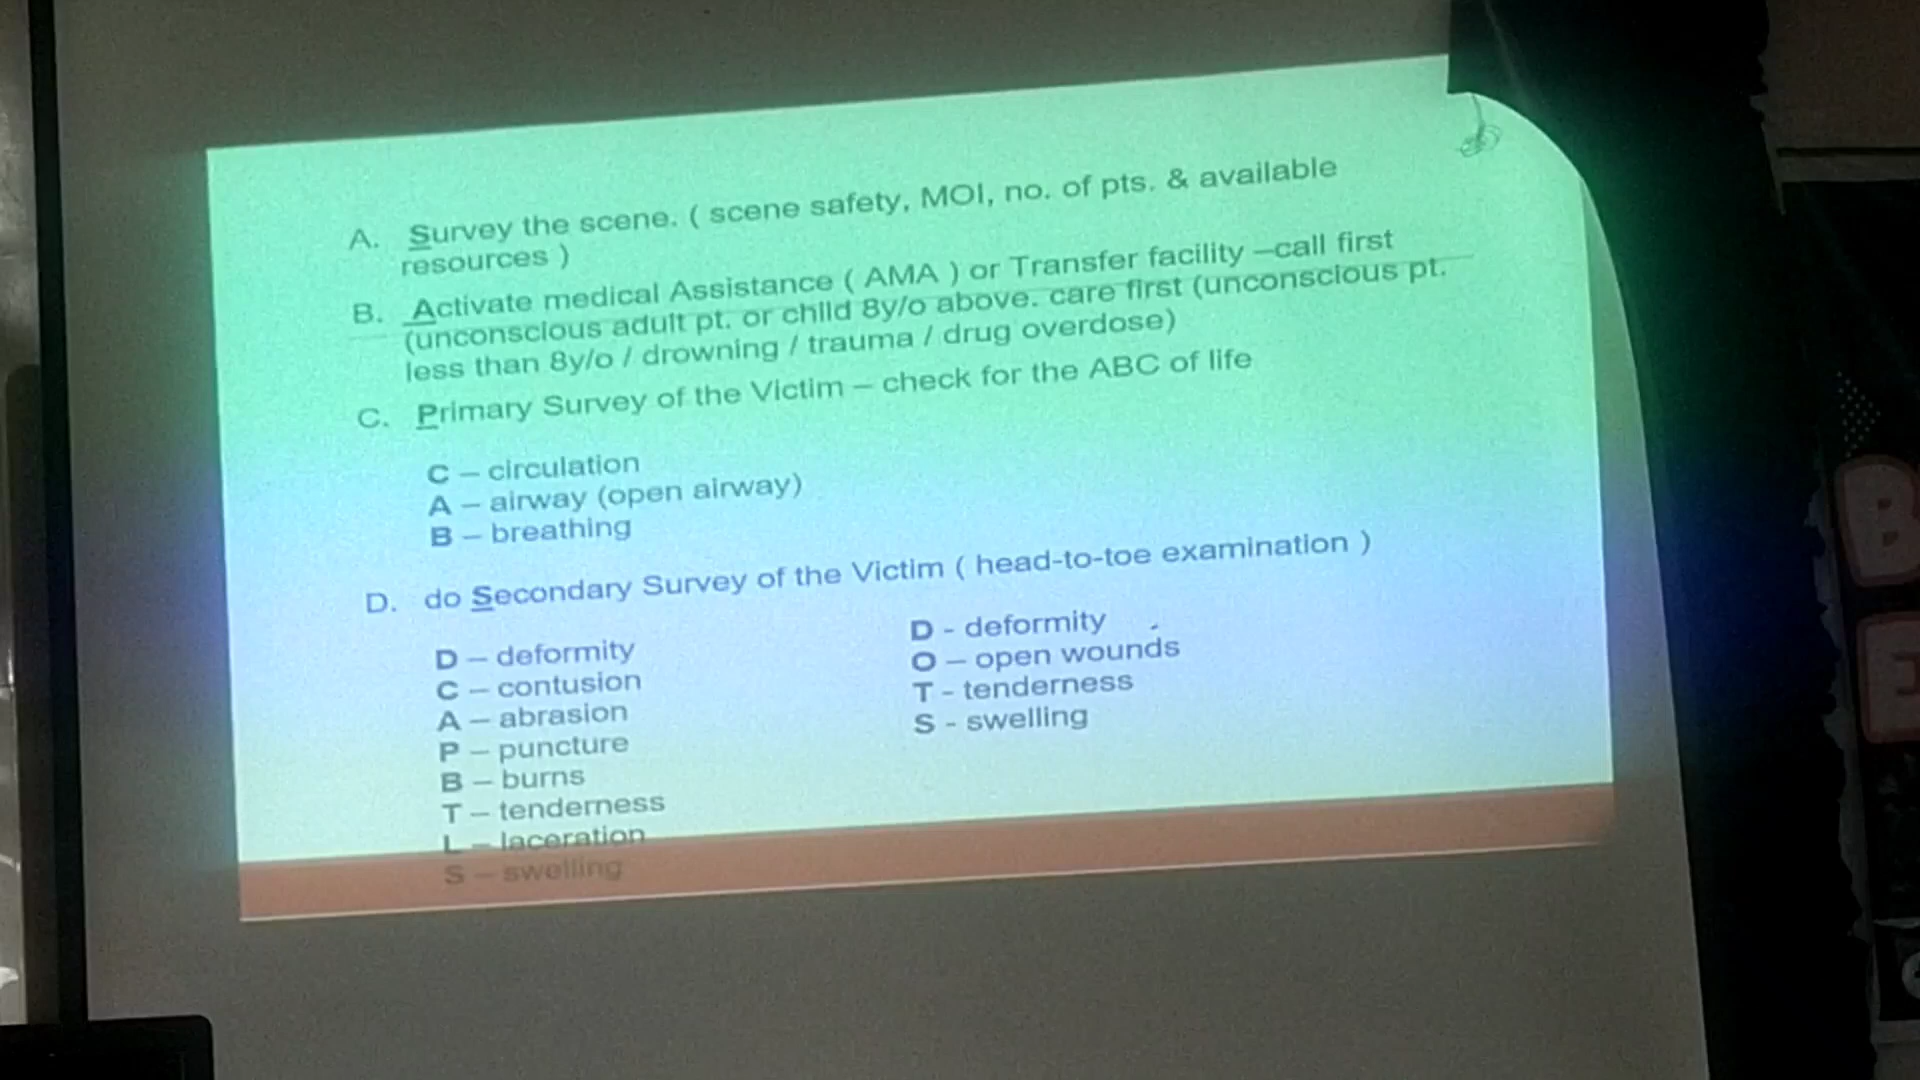 A. Survey the scene. ( scene safety, MOI, no. of pts. & available
resources )
B. Activate medical Assistance ( AMA ) or Transfer facility –call first
(unconscious adult pt. or child 8y/o above. care first (unconscious pt.
less than 8y/o / drowning / trauma / drug overdose)
C. Primary Survey of the Victim – check for the ABC of life
C – circulation
A – airway (open airway)
B – breathing
D. do Secondary Survey of the Victim ( head-to-toe examination )
D – deformity
C – contusion
A – abrasion
P – puncture
B – burns
T – tenderness
L – laceration
S – swelling
D - deformity
O – open wounds
T - tenderness
S - swelling